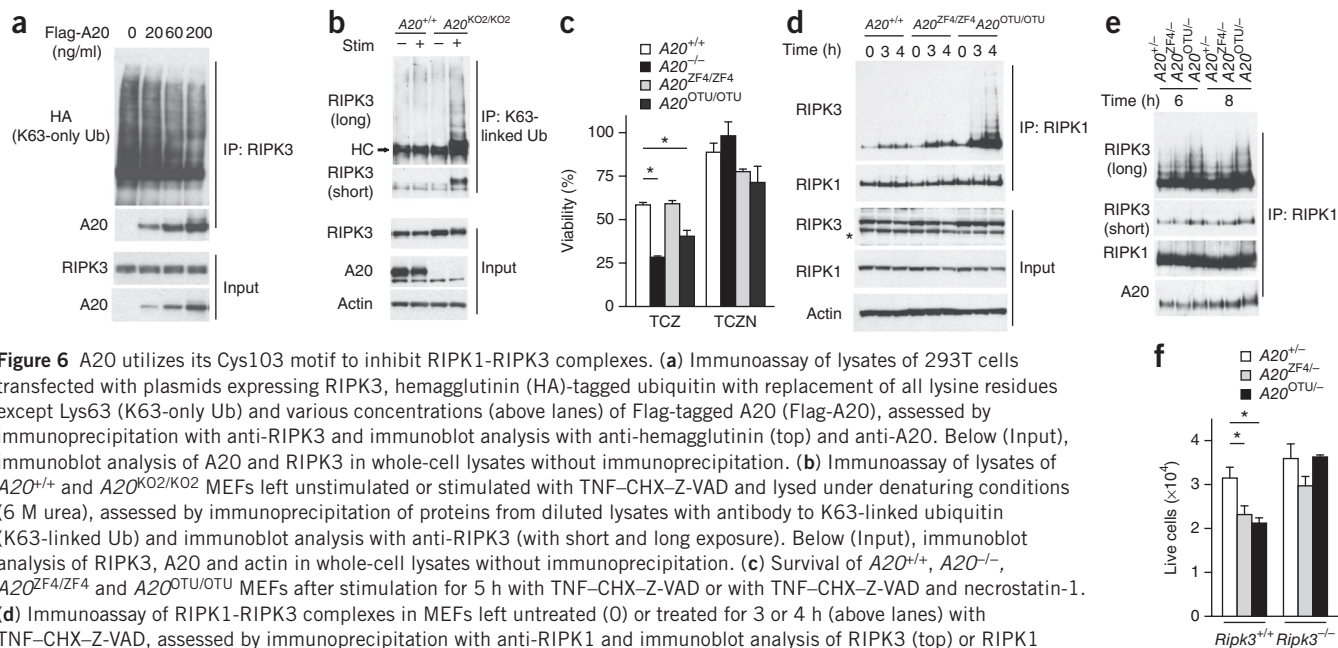 a
Flag-A20 (ng/ml)
0 20 60 200
HA (K63-only Ub)
IP: RIPK3
A20
RIPK3
Input
A20
b
A20+/+ A20KO2/KO2
Stim − + − +
RIPK3 (long)
IP: K63-linked Ub
HC
RIPK3 (short)
RIPK3
A20
Input
Actin
c
A20+/+
A20−/−
A20ZF4/ZF4
A20OTU/OTU
Viability (%)
100
75
50
25
0
*
*
TCZ TCZN
d
A20+/+ A20ZF4/ZF4 A20OTU/OTU
Time (h) 0 3 4 0 3 4 0 3 4
RIPK3
IP: RIPK1
RIPK1
RIPK3
*
Input
RIPK1
Actin
e
A20+/− A20ZF4/− A20OTU/− A20+/− A20ZF4/− A20OTU/−
Time (h) 6 8
RIPK3 (long)
RIPK3 (short)
IP: RIPK1
RIPK1
A20
Figure 6 A20 utilizes its Cys103 motif to inhibit RIPK1-RIPK3 complexes. (a) Immunoassay of lysates of 293T cells
transfected with plasmids expressing RIPK3, hemagglutinin (HA)-tagged ubiquitin with replacement of all lysine residues
except Lys63 (K63-only Ub) and various concentrations (above lanes) of Flag-tagged A20 (Flag-A20), assessed by
immunoprecipitation with anti-RIPK3 and immunoblot analysis with anti-hemagglutinin (top) and anti-A20. Below (Input),
immunoblot analysis of A20 and RIPK3 in whole-cell lysates without immunoprecipitation. (b) Immunoassay of lysates of
A20+/+ and A20KO2/KO2 MEFs left unstimulated or stimulated with TNF–CHX–Z-VAD and lysed under denaturing conditions
(6 M urea), assessed by immunoprecipitation of proteins from diluted lysates with antibody to K63-linked ubiquitin
(K63-linked Ub) and immunoblot analysis with anti-RIPK3 (with short and long exposure). Below (Input), immunoblot
analysis of RIPK3, A20 and actin in whole-cell lysates without immunoprecipitation. (c) Survival of A20+/+, A20−/−,
A20ZF4/ZF4 and A20OTU/OTU MEFs after stimulation for 5 h with TNF–CHX–Z-VAD or with TNF–CHX–Z-VAD and necrostatin-1.
(d) Immunoassay of RIPK1-RIPK3 complexes in MEFs left untreated (0) or treated for 3 or 4 h (above lanes) with
TNF–CHX–Z-VAD, assessed by immunoprecipitation with anti-RIPK1 and immunoblot analysis of RIPK3 (top) or RIPK1
f
A20+/−
A20ZF4/−
A20OTU/−
Live cells (×10⁴)
4
3
2
1
0
*
*
Ripk3+/+ Ripk3−/−